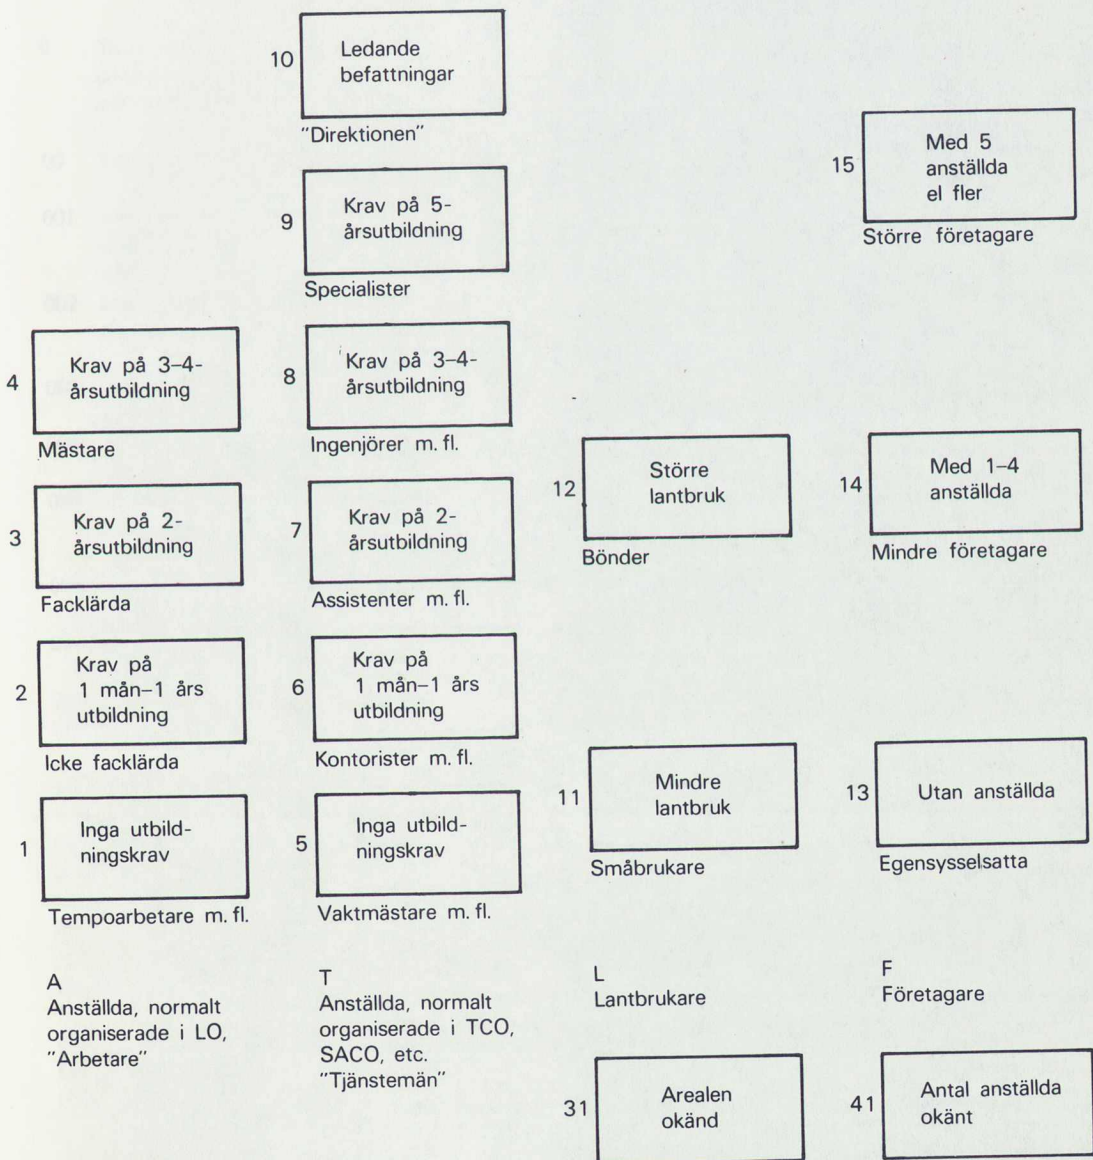 10
Ledande
befattningar
"Direktionen"
9
Krav på 5-
årsutbildning
Specialister
15
Med 5
anställda
el fler
Större företagare
4
Krav på 3–4-
årsutbildning
Mästare
8
Krav på 3–4-
årsutbildning
Ingenjörer m. fl.
12
Större
lantbruk
Bönder
14
Med 1–4
anställda
Mindre företagare
3
Krav på 2-
årsutbildning
Facklärda
7
Krav på 2-
årsutbildning
Assistenter m. fl.
2
Krav på
1 mån–1 års
utbildning
Icke facklärda
6
Krav på
1 mån–1 års
utbildning
Kontorister m. fl.
11
Mindre
lantbruk
Småbrukare
13
Utan anställda
Egensysselsatta
1
Inga utbild-
ningskrav
Tempoarbetare m. fl.
5
Inga utbild-
ningskrav
Vaktmästare m. fl.
A
Anställda, normalt
organiserade i LO,
"Arbetare"
T
Anställda, normalt
organiserade i TCO,
SACO, etc.
"Tjänstemän"
L
Lantbrukare
F
Företagare
31
Arealen
okänd
41
Antal anställda
okänt